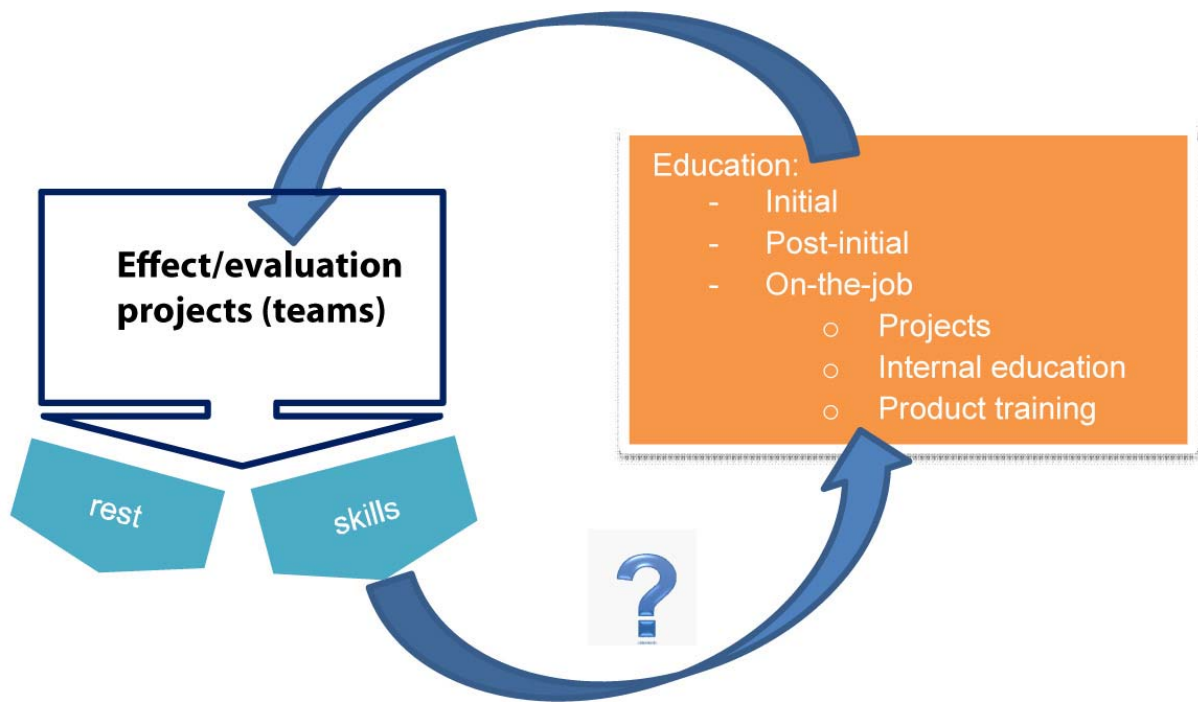 Effect/evaluation
projects (teams)
rest
skills
Education:
- Initial
- Post-initial
- On-the-job
o Projects
o Internal education
o Product training
?